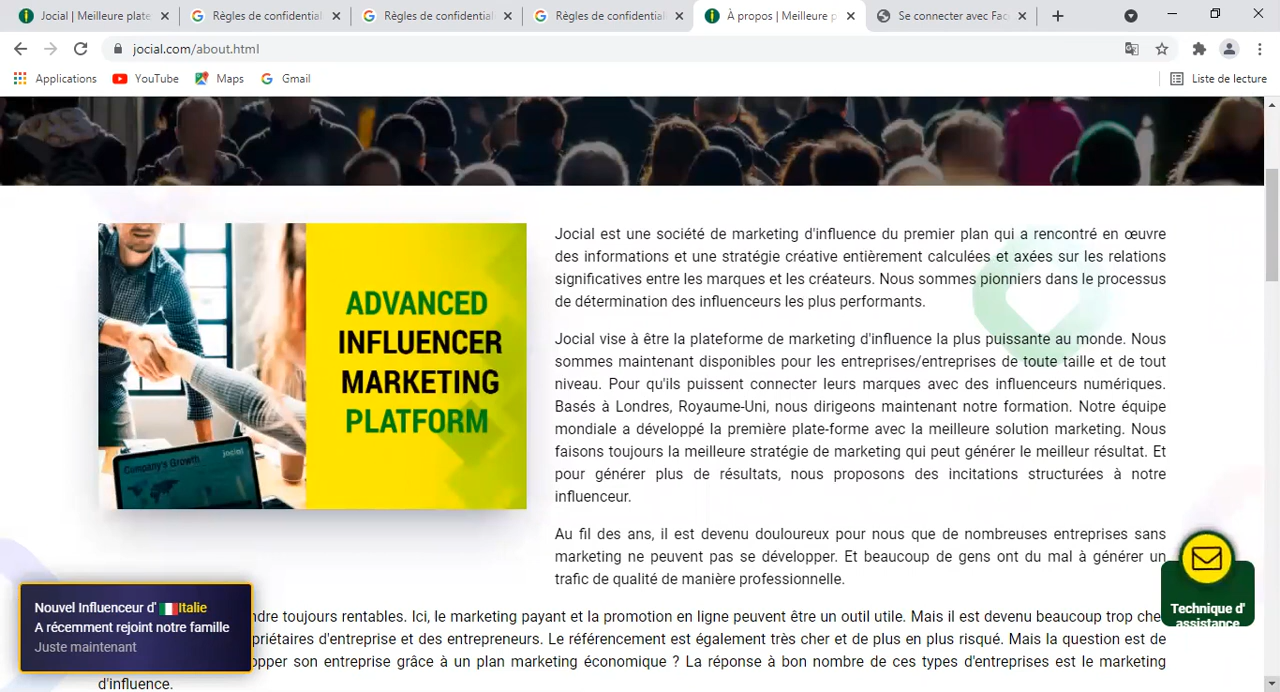 Jocial | Meilleure plate
Règles de confidential
Règles de confidential
Règles de confidential
À propos | Meilleure p
Se connecter avec Fac
jocial.com/about.html
Applications
YouTube
Maps
Gmail
Liste de lecture
ADVANCED
INFLUENCER
MARKETING
PLATFORM
Company's Growth
jocial
Jocial est une société de marketing d'influence du premier plan qui a rencontré en œuvre
des informations et une stratégie créative entièrement calculées et axées sur les relations
significatives entre les marques et les créateurs. Nous sommes pionniers dans le processus
de détermination des influenceurs les plus performants.
Jocial vise à être la plateforme de marketing d'influence la plus puissante au monde. Nous
sommes maintenant disponibles pour les entreprises/entreprises de toute taille et de tout
niveau. Pour qu'ils puissent connecter leurs marques avec des influenceurs numériques.
Basés à Londres, Royaume-Uni, nous dirigeons maintenant notre formation. Notre équipe
mondiale a développé la première plate-forme avec la meilleure solution marketing. Nous
faisons toujours la meilleure stratégie de marketing qui peut générer le meilleur résultat. Et
pour générer plus de résultats, nous proposons des incitations structurées à notre
influenceur.
Au fil des ans, il est devenu douloureux pour nous que de nombreuses entreprises sans
marketing ne peuvent pas se développer. Et beaucoup de gens ont du mal à générer un
trafic de qualité de manière professionnelle.
ndre toujours rentables. Ici, le marketing payant et la promotion en ligne peuvent être un outil utile. Mais il est devenu beaucoup trop che
priétaires d'entreprise et des entrepreneurs. Le référencement est également très cher et de plus en plus risqué. Mais la question est de
opper son entreprise grâce à un plan marketing économique ? La réponse à bon nombre de ces types d'entreprises est le marketing
d'influence.
Nouvel Influenceur d' Italie
A récemment rejoint notre famille
Juste maintenant
Technique d'
assistance